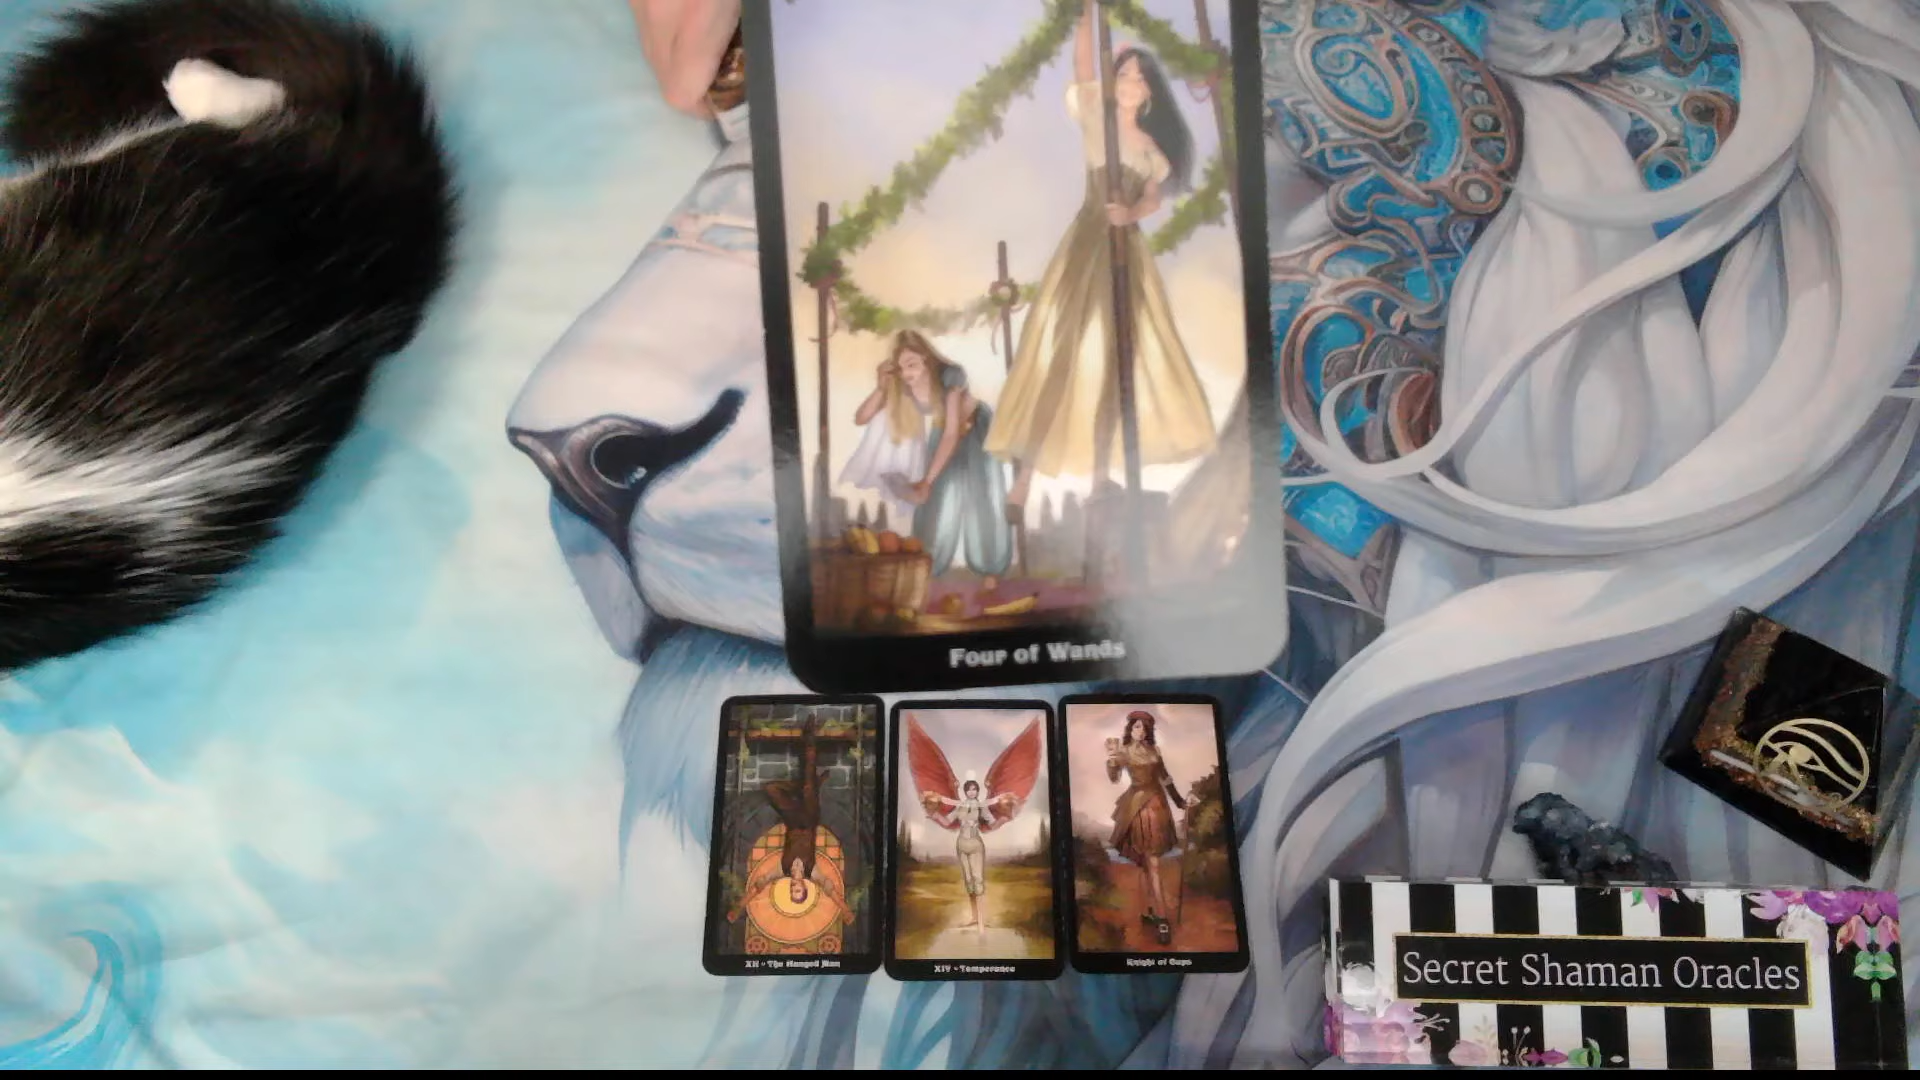 Four of Wands
XII • The Hanged Man
XIV • Temperance
Knight of Cups
Secret Shaman Oracles